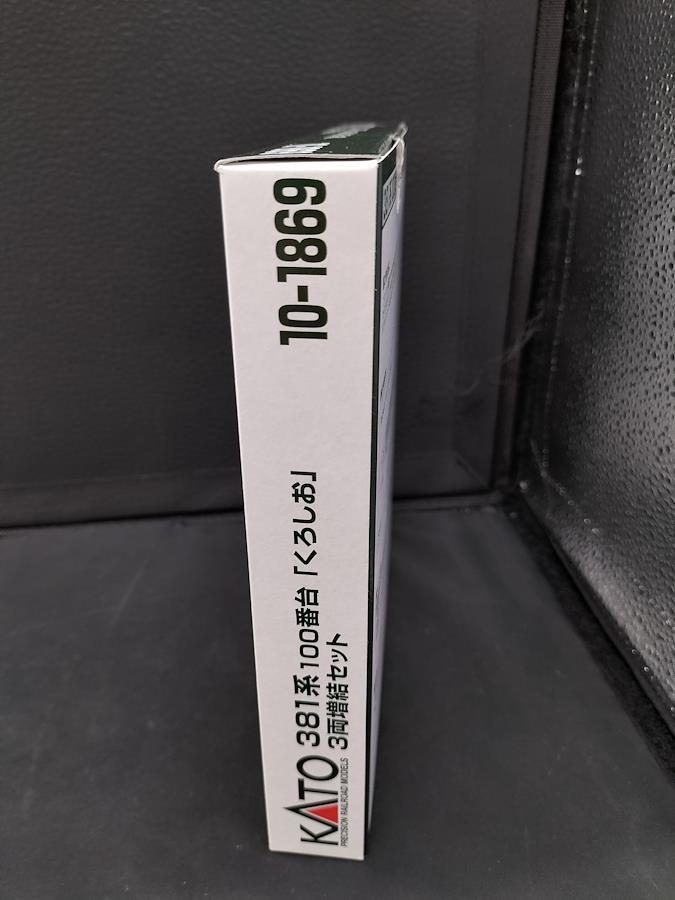 KATO
PRECISION RAILROAD MODELS
381系100番台「くろしお」
3両増結セット
10-1869